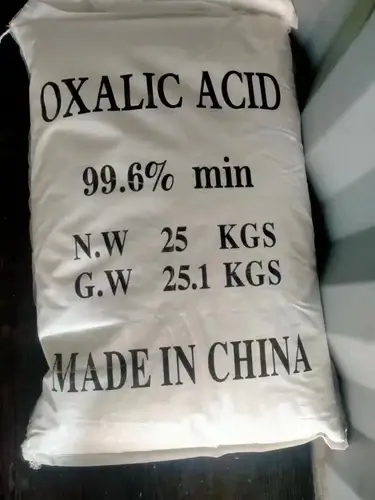 OXALIC ACID
99.6% min
N.W 25 KGS
G.W 25.1 KGS
MADE IN CHINA